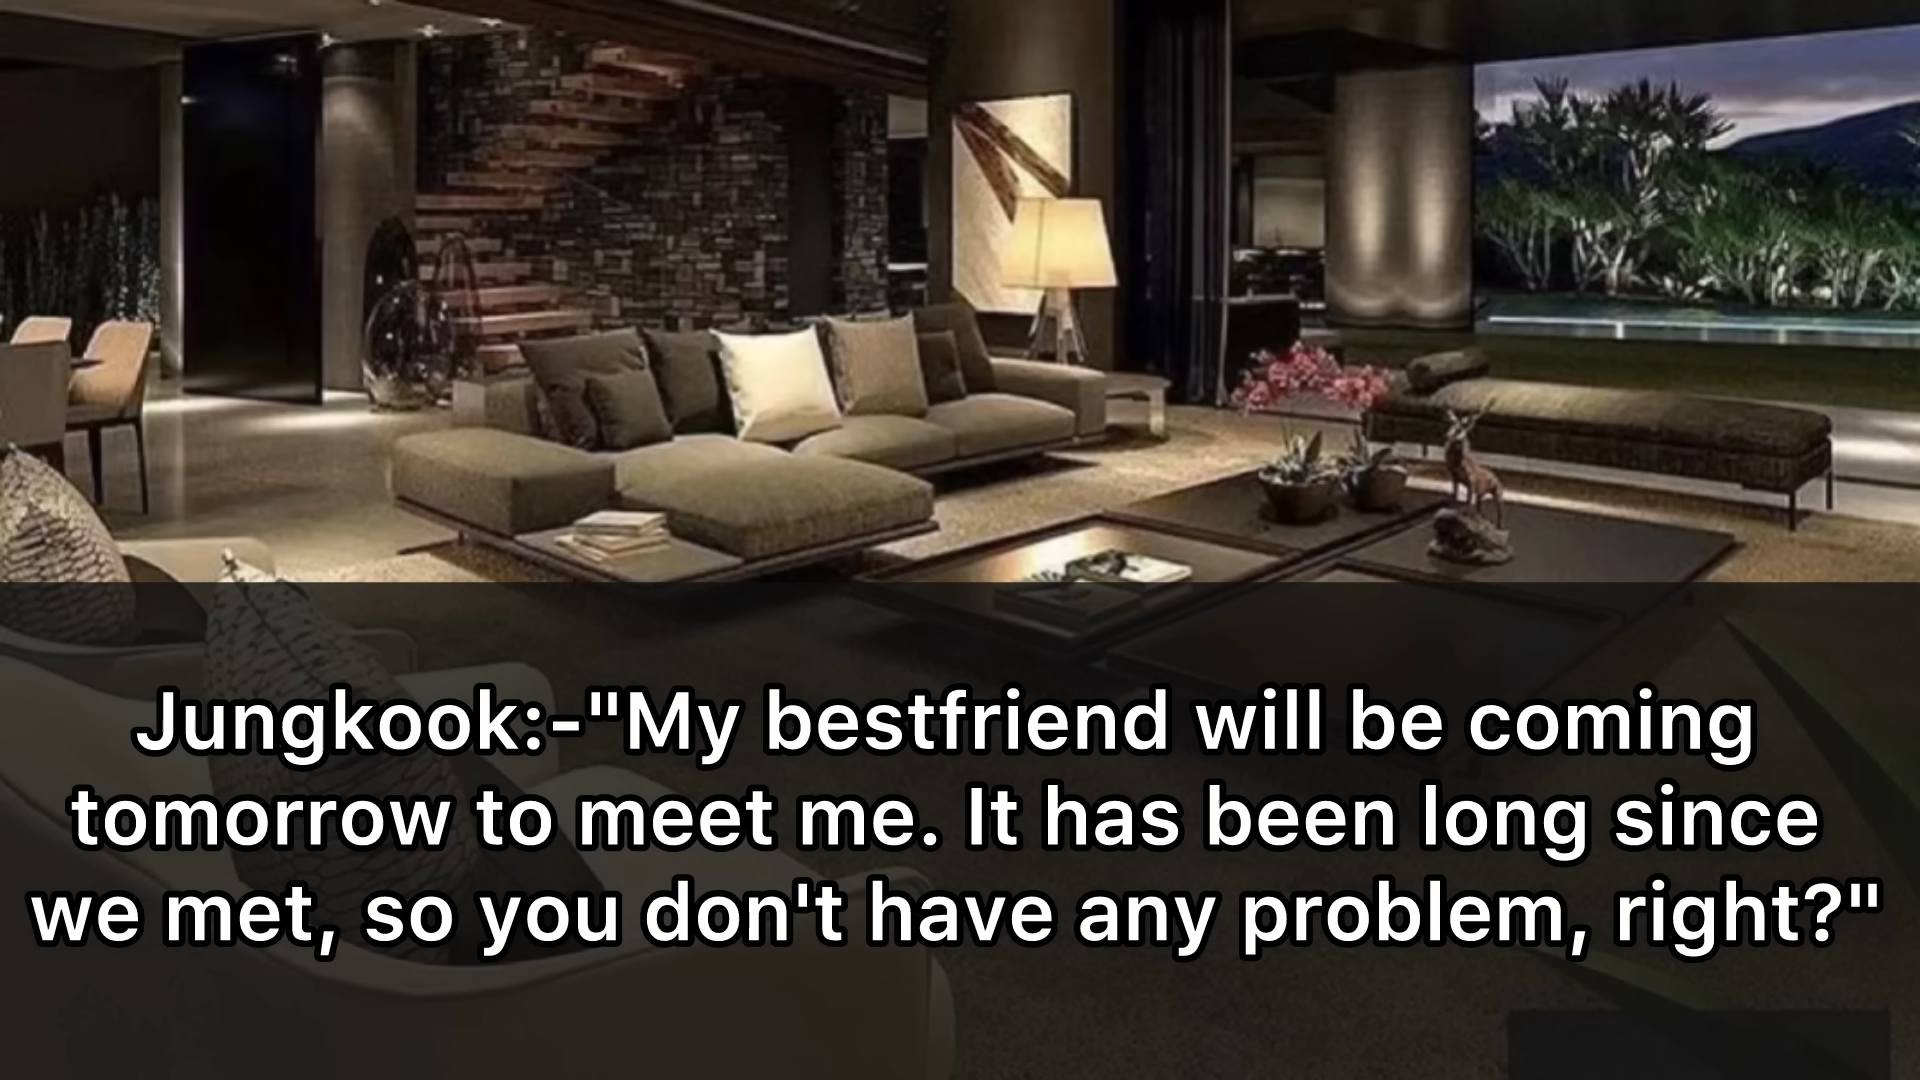 Jungkook:-"My bestfriend will be coming
tomorrow to meet me. It has been long since
we met, so you don't have any problem, right?"